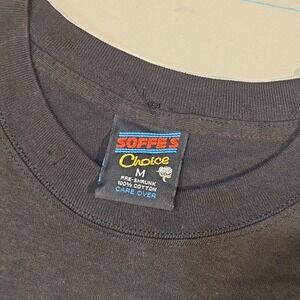 SOFFE'S
Choice
M
PRE-SHRUNK
100% COTTON
CARE OVER